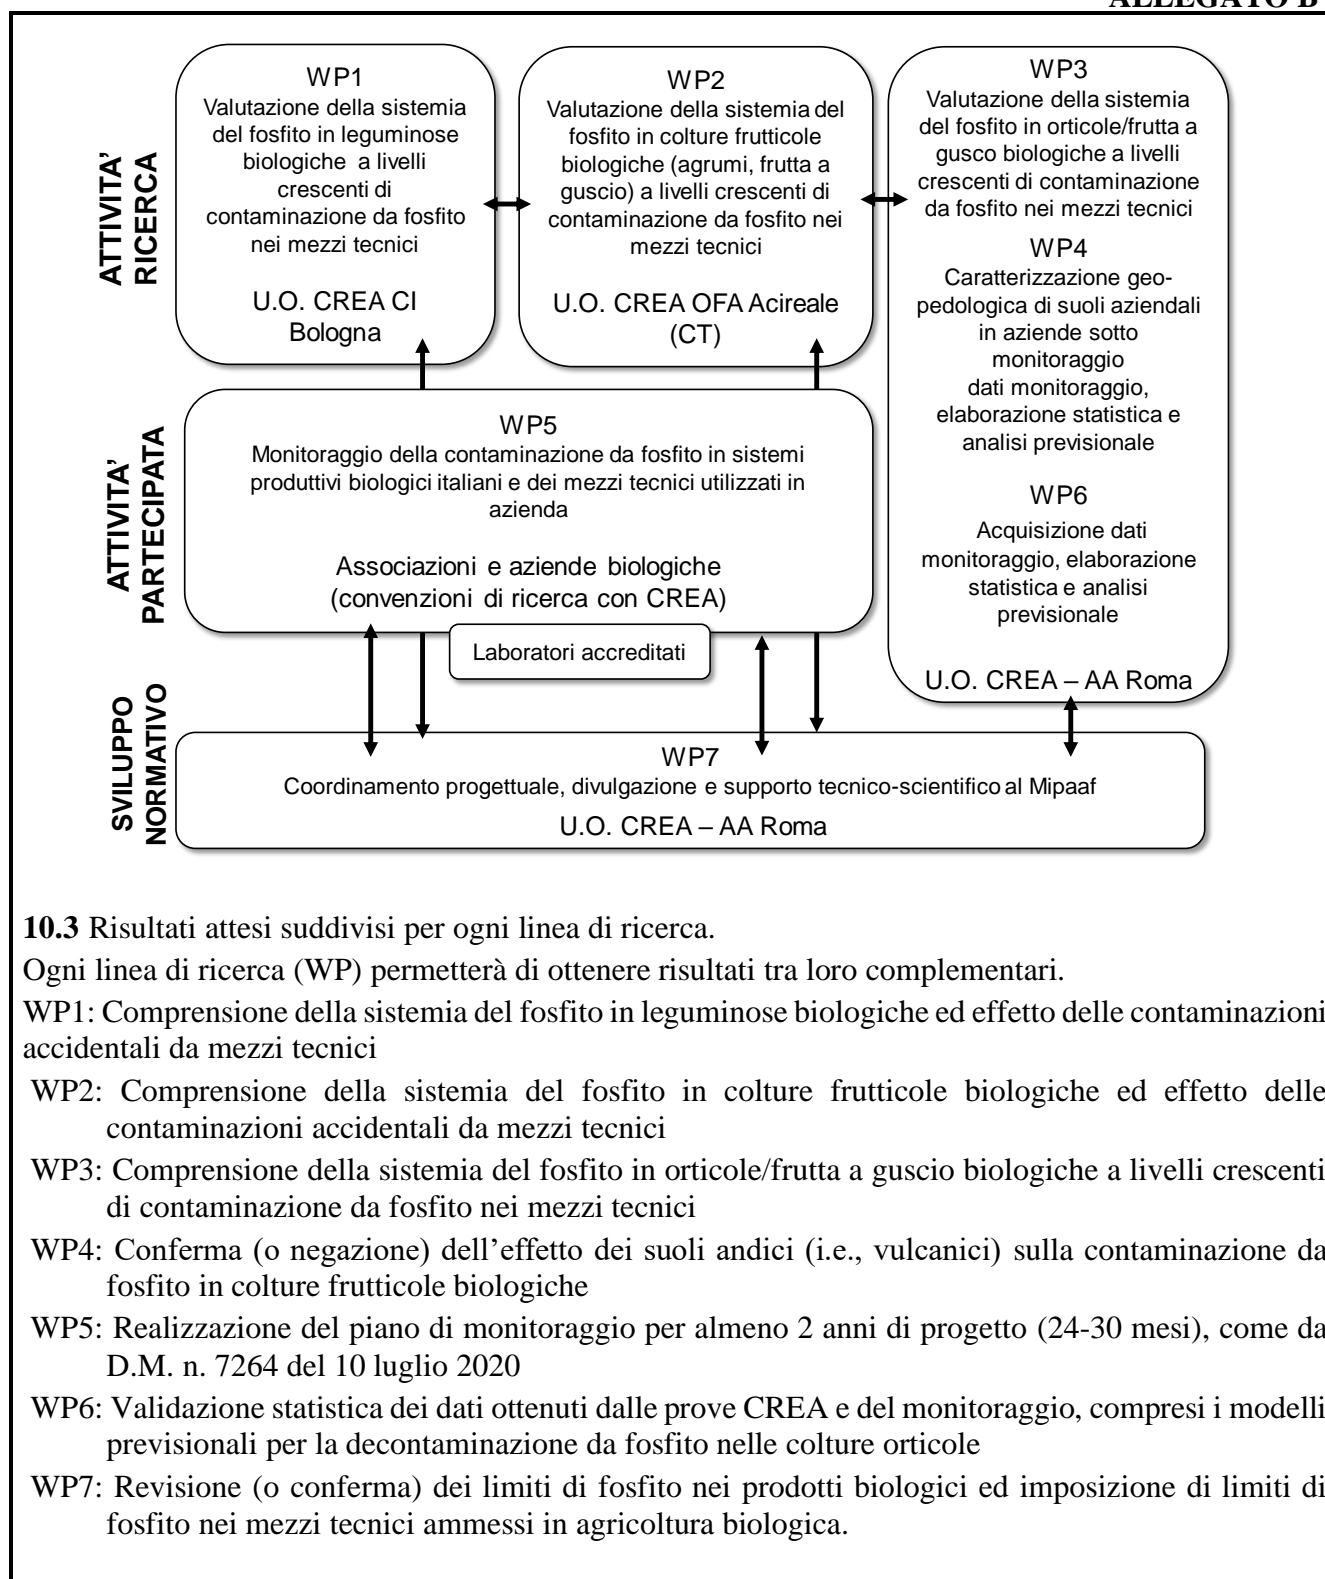 ALLEGATO B
ATTIVITA'
RICERCA
WP1
Valutazione della sistemia
del fosfito in leguminose
biologiche a livelli
crescenti di
contaminazione da fosfito
nei mezzi tecnici
U.O. CREA CI
Bologna
WP2
Valutazione della sistemia del
fosfito in colture frutticole
biologiche (agrumi, frutta a
guscio) a livelli crescenti di
contaminazione da fosfito nei
mezzi tecnici
U.O. CREA OFA Acireale
(CT)
WP3
Valutazione della sistemia
del fosfito in orticole/frutta a
gusco biologiche a livelli
crescenti di contaminazione
da fosfito nei mezzi tecnici
WP4
Caratterizzazione geo-
pedologica di suoli aziendali
in aziende sotto
monitoraggio
dati monitoraggio,
elaborazione statistica e
analisi previsionale
WP6
Acquisizione dati
monitoraggio, elaborazione
statistica e analisi
previsionale
U.O. CREA – AA Roma
ATTIVITA'
PARTECIPATA
WP5
Monitoraggio della contaminazione da fosfito in sistemi
produttivi biologici italiani e dei mezzi tecnici utilizzati in
azienda
Associazioni e aziende biologiche
(convenzioni di ricerca con CREA)
Laboratori accreditati
SVILUPPO
NORMATIVO
WP7
Coordinamento progettuale, divulgazione e supporto tecnico-scientifico al Mipaaf
U.O. CREA – AA Roma
10.3 Risultati attesi suddivisi per ogni linea di ricerca.
Ogni linea di ricerca (WP) permetterà di ottenere risultati tra loro complementari.
WP1: Comprensione della sistemia del fosfito in leguminose biologiche ed effetto delle contaminazioni
accidentali da mezzi tecnici
WP2: Comprensione della sistemia del fosfito in colture frutticole biologiche ed effetto delle
contaminazioni accidentali da mezzi tecnici
WP3: Comprensione della sistemia del fosfito in orticole/frutta a guscio biologiche a livelli crescenti
di contaminazione da fosfito nei mezzi tecnici
WP4: Conferma (o negazione) dell'effetto dei suoli andici (i.e., vulcanici) sulla contaminazione da
fosfito in colture frutticole biologiche
WP5: Realizzazione del piano di monitoraggio per almeno 2 anni di progetto (24-30 mesi), come da
D.M. n. 7264 del 10 luglio 2020
WP6: Validazione statistica dei dati ottenuti dalle prove CREA e del monitoraggio, compresi i modelli
previsionali per la decontaminazione da fosfito nelle colture orticole
WP7: Revisione (o conferma) dei limiti di fosfito nei prodotti biologici ed imposizione di limiti di
fosfito nei mezzi tecnici ammessi in agricoltura biologica.